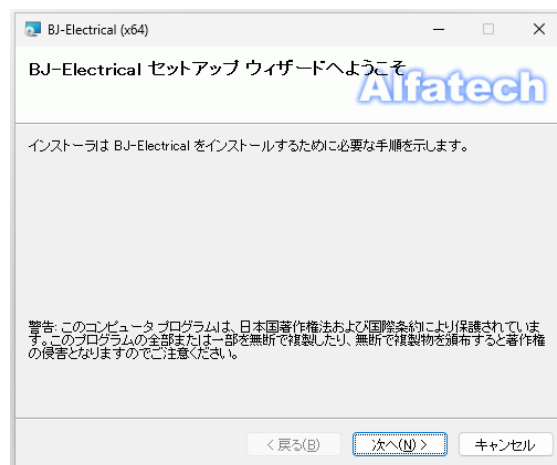 BJ-Electrical (x64)
BJ-Electrical セットアップ ウィザードへようこそ
Alfatech
インストーラは BJ-Electrical をインストールするために必要な手順を示します。
警告: このコンピュータ プログラムは、日本国著作権法および国際条約により保護されていま
す。このプログラムの全部または一部を無断で複製したり、無断で複製物を頒布すると著作権
の侵害となりますのでご注意ください。
< 戻る(B)
次へ(N) >
キャンセル